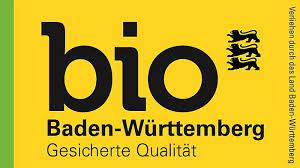 bio
Baden-Württemberg
Gesicherte Qualität
Verliehen durch das Land Baden-Württemberg